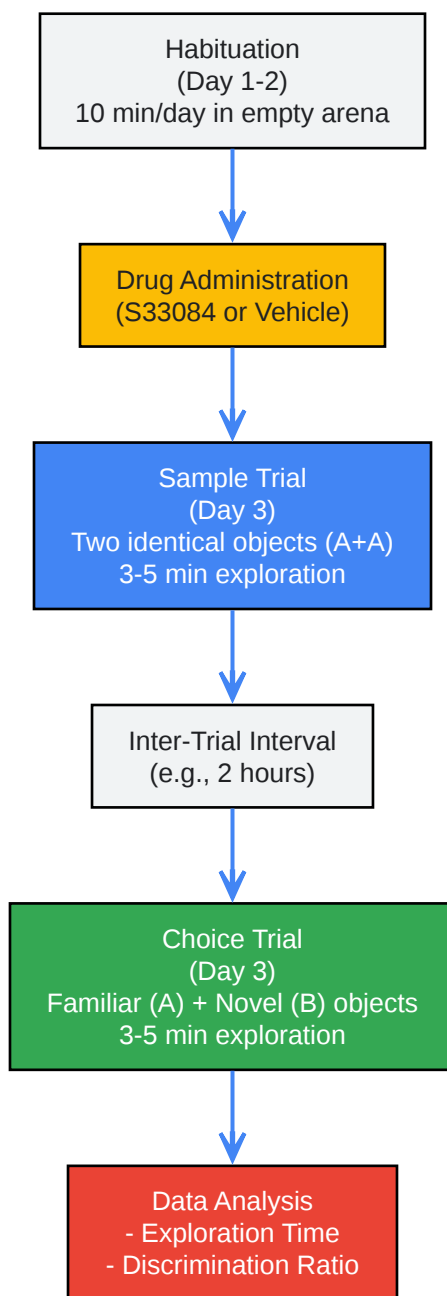 Habituation
(Day 1-2)
10 min/day in empty arena
Drug Administration
(S33084 or Vehicle)
Sample Trial
(Day 3)
Two identical objects (A+A)
3-5 min exploration
Inter-Trial Interval
(e.g., 2 hours)
Choice Trial
(Day 3)
Familiar (A) + Novel (B) objects
3-5 min exploration
Data Analysis
- Exploration Time
- Discrimination Ratio